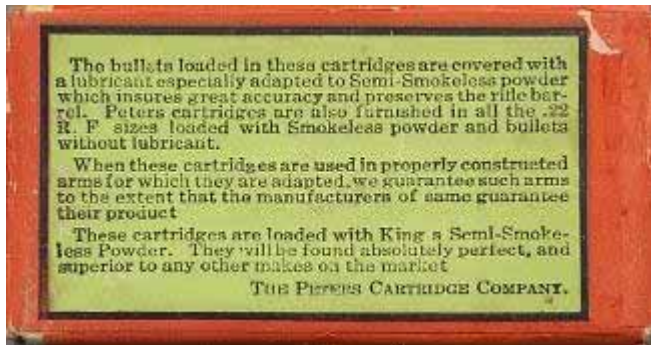 The bullets loaded in these cartridges are covered with
a lubricant especially adapted to Semi-Smokeless powder
which insures great accuracy and preserves the rifle bar-
rel. Peters cartridges are also furnished in all the .22
R. F sizes loaded with Smokeless powder and bullets
without lubricant.
When these cartridges are used in properly constructed
arms for which they are adapted, we guarantee such arms
to the extent that the manufacturers of same guarantee
their product
These cartridges are loaded with King s Semi-Smoke-
less Powder. They will be found absolutely perfect, and
superior to any other makes on the market
THE PETERS CARTRIDGE COMPANY.